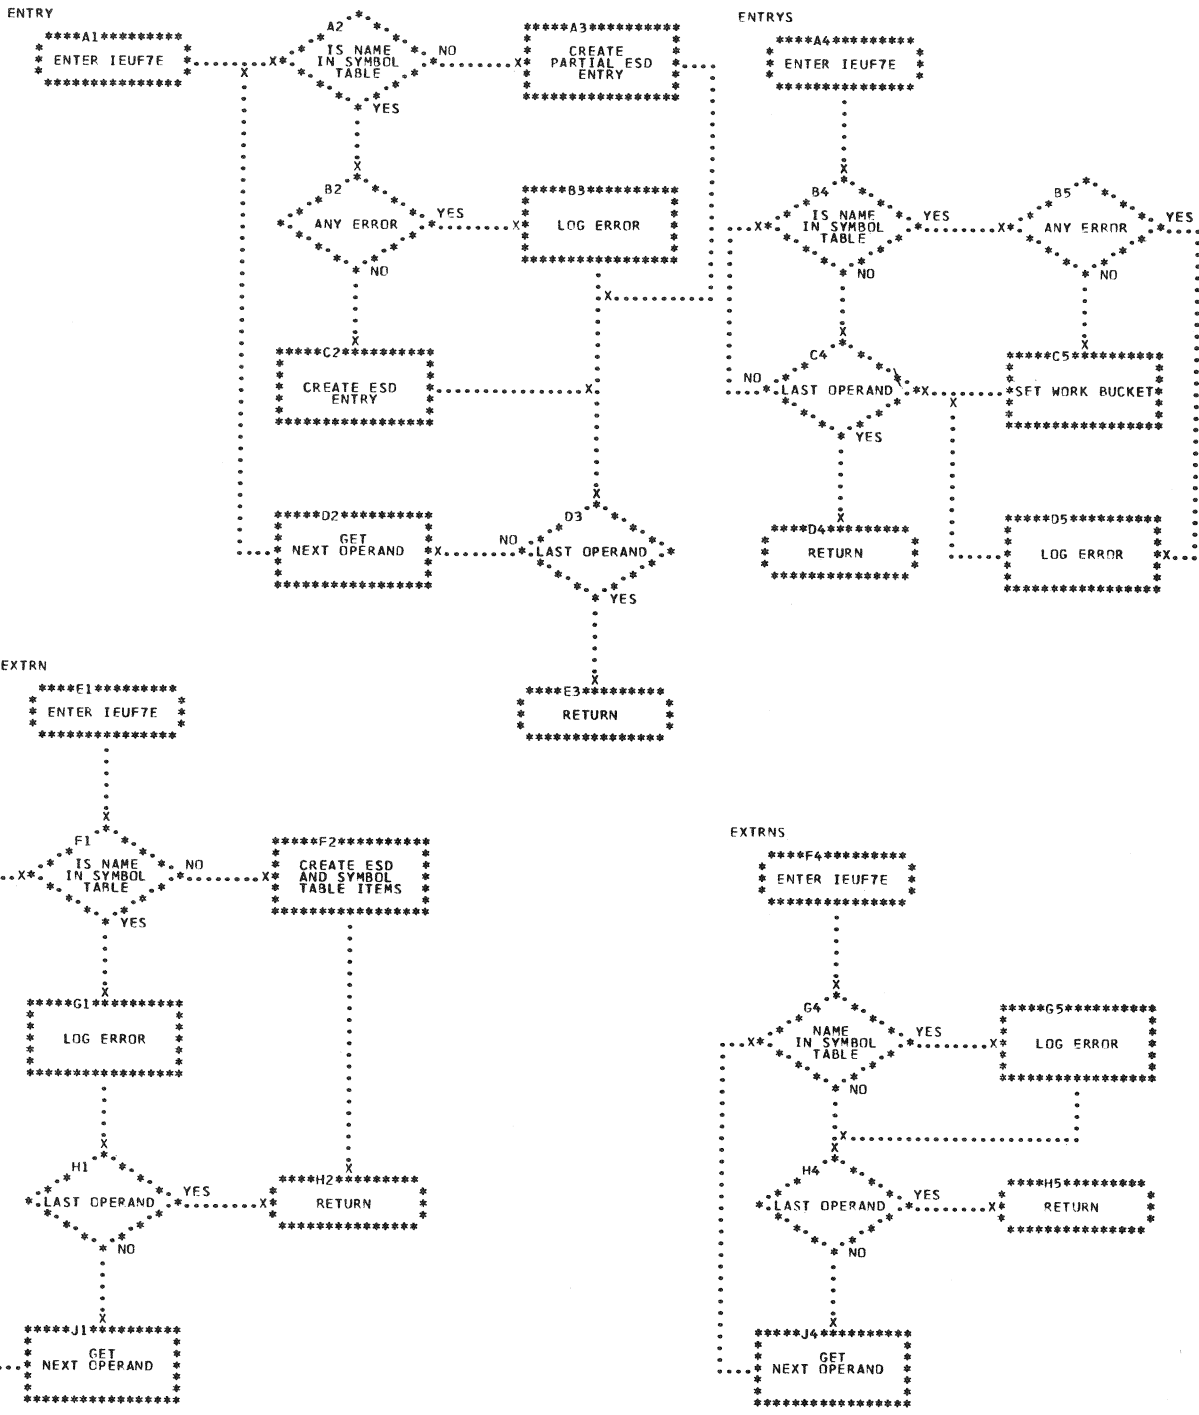 ENTRY
A1
ENTER IEUF7E
A2
IS NAME
IN SYMBOL
TABLE
NO
YES
A3
CREATE
PARTIAL ESD
ENTRY
B2
ANY ERROR
YES
NO
B3
LOG ERROR
C2
CREATE ESD
ENTRY
D2
GET
NEXT OPERAND
NO
D3
LAST OPERAND
YES
E3
RETURN
ENTRYS
A4
ENTER IEUF7E
B4
IS NAME
IN SYMBOL
TABLE
YES
NO
B5
ANY ERROR
YES
NO
C4
NO
LAST OPERAND
YES
C5
SET WORK BUCKET
D4
RETURN
D5
LOG ERROR
EXTRN
E1
ENTER IEUF7E
F1
IS NAME
IN SYMBOL
TABLE
NO
YES
F2
CREATE ESD
AND SYMBOL
TABLE ITEMS
G1
LOG ERROR
H1
LAST OPERAND
YES
NO
H2
RETURN
J1
GET
NEXT OPERAND
EXTRNS
F4
ENTER IEUF7E
G4
NAME
IN SYMBOL
TABLE
YES
NO
G5
LOG ERROR
H4
LAST OPERAND
YES
NO
H5
RETURN
J4
GET
NEXT OPERAND